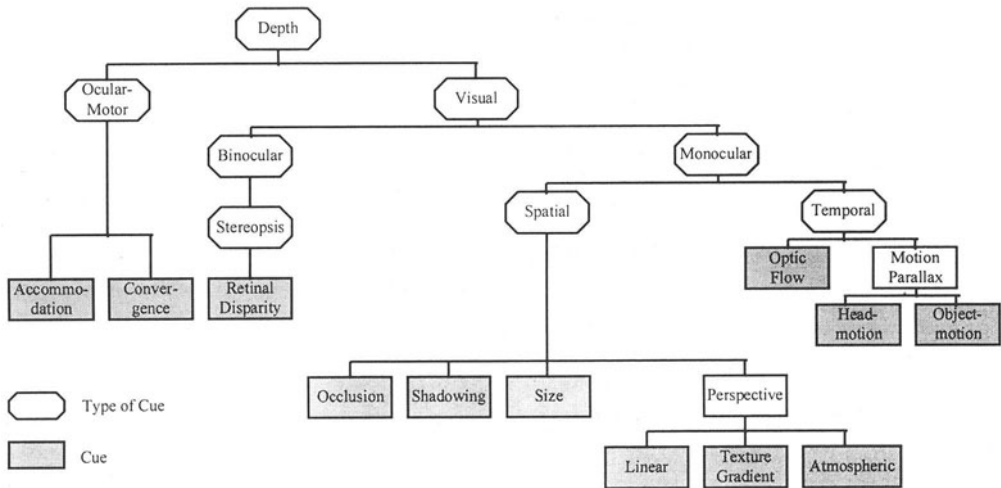 Depth
Ocular-
Motor
Visual
Binocular
Monocular
Stereopsis
Spatial
Temporal
Accommo-
dation
Conver-
gence
Retinal
Disparity
Optic
Flow
Motion
Parallax
Head-
motion
Object-
motion
Occlusion
Shadowing
Size
Perspective
Linear
Texture
Gradient
Atmospheric
Type of Cue
Cue